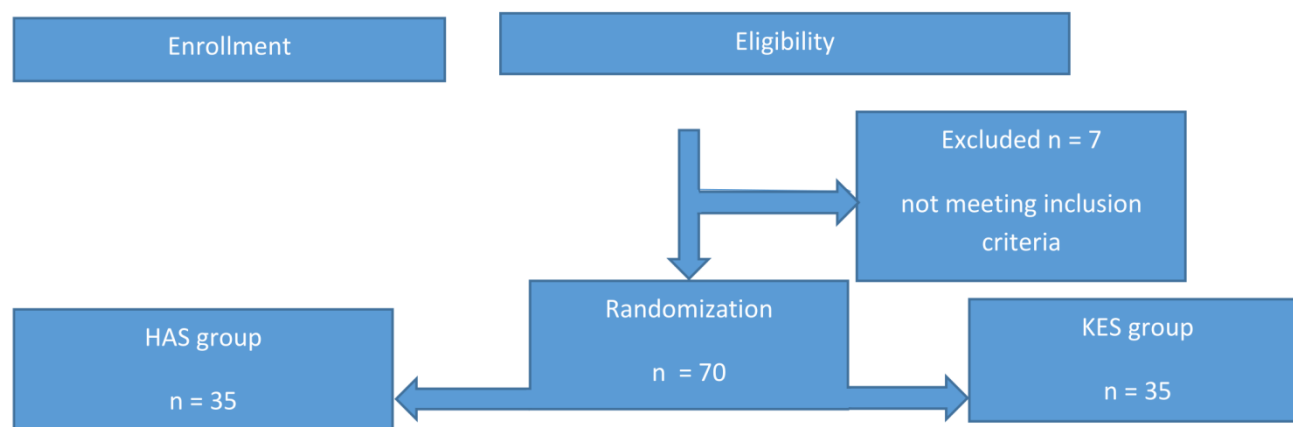 Enrollment
Eligibility
Excluded n = 7
not meeting inclusion
criteria
Randomization
n = 70
HAS group
n = 35
KES group
n = 35